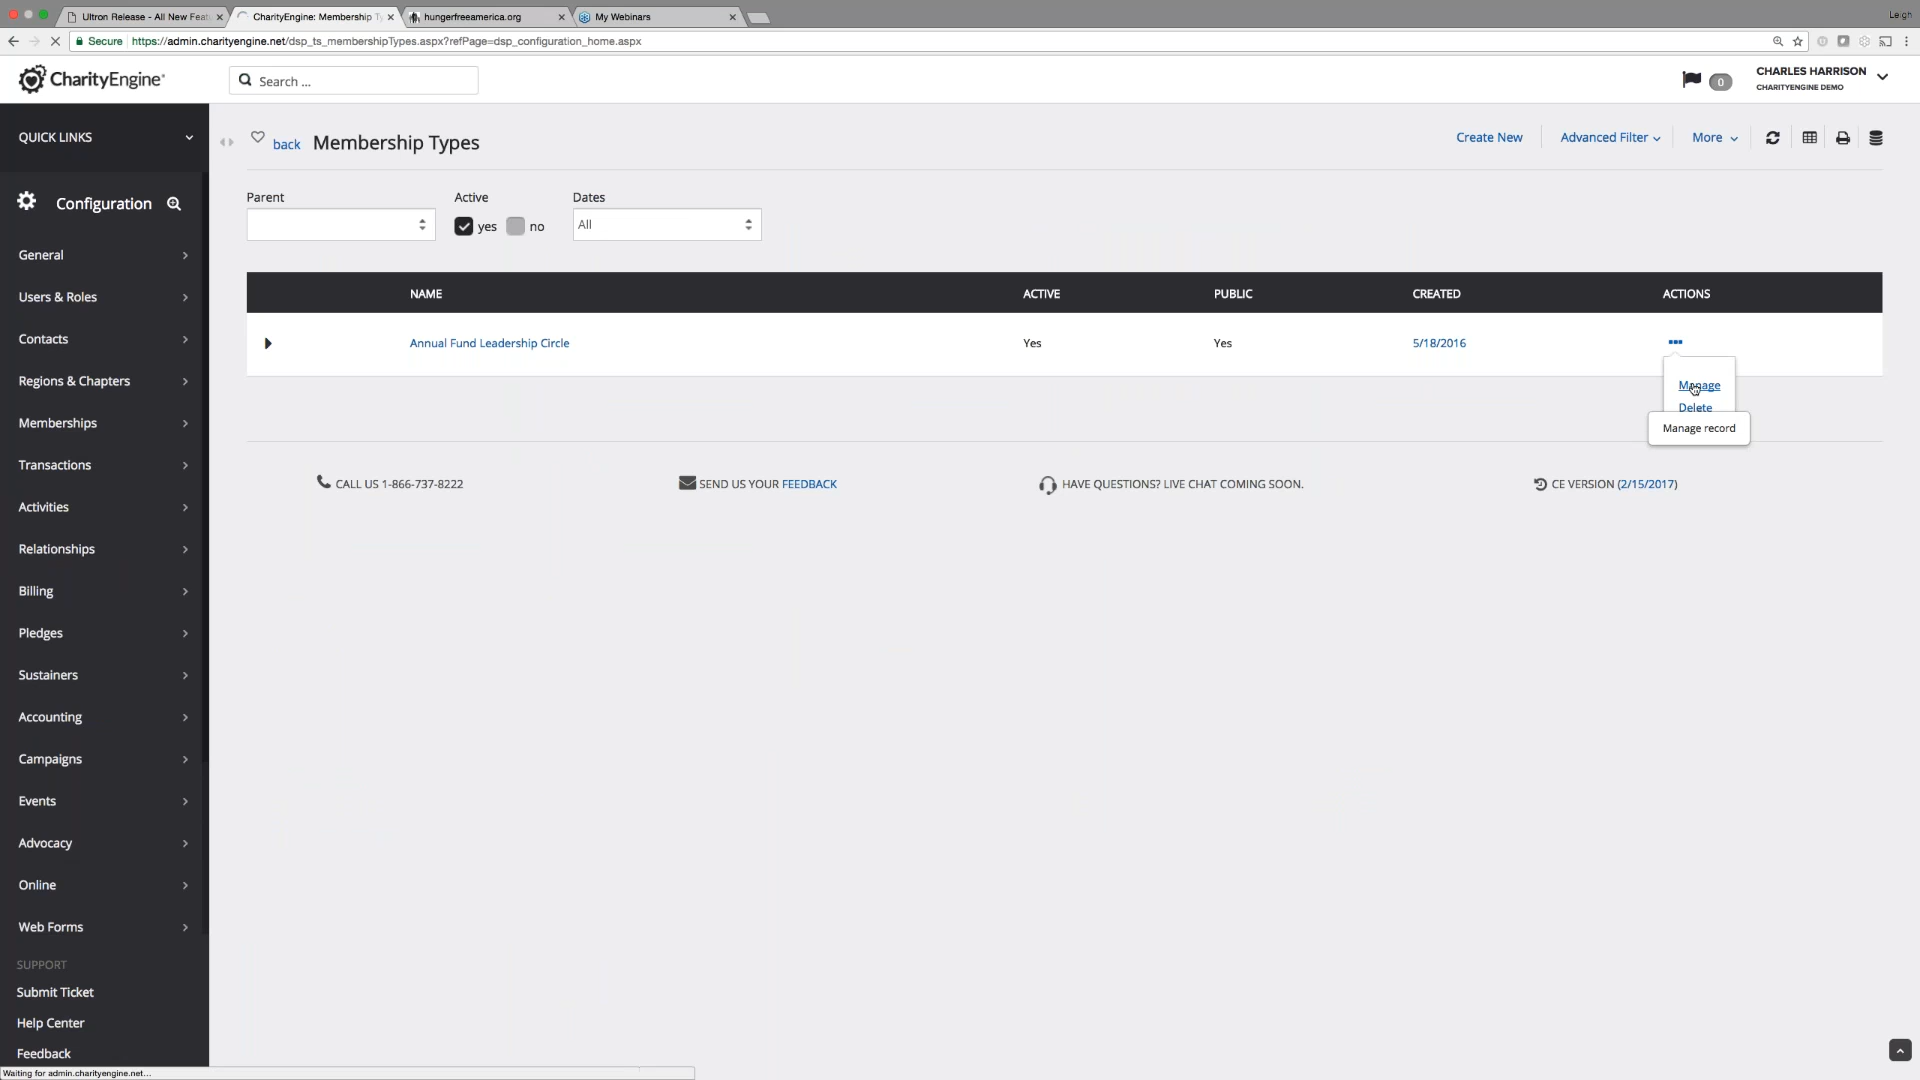 Ultron Release - All New Feat
CharityEngine: Membership T
hungerfreeamerica.org
My Webinars
Leigh
Secure
https://admin.charityengine.net/dsp_ts_membershipTypes.aspx?refPage=dsp_configuration_home.aspx
CharityEngine
Search ...
0
CHARLES HARRISON
CHARITYENGINE DEMO
QUICK LINKS
back
Membership Types
Create New
Advanced Filter
More
Configuration
Parent
Active
Dates
yes
no
All
General
Users & Roles
Contacts
Regions & Chapters
Memberships
Transactions
Activities
Relationships
Billing
Pledges
Sustainers
Accounting
Campaigns
Events
Advocacy
Online
Web Forms
SUPPORT
Submit Ticket
Help Center
Feedback
NAME
ACTIVE
PUBLIC
CREATED
ACTIONS
Annual Fund Leadership Circle
Yes
Yes
5/18/2016
Manage
Delete
Manage record
CALL US 1-866-737-8222
SEND US YOUR FEEDBACK
HAVE QUESTIONS? LIVE CHAT COMING SOON.
CE VERSION (2/15/2017)
Waiting for admin.charityengine.net...